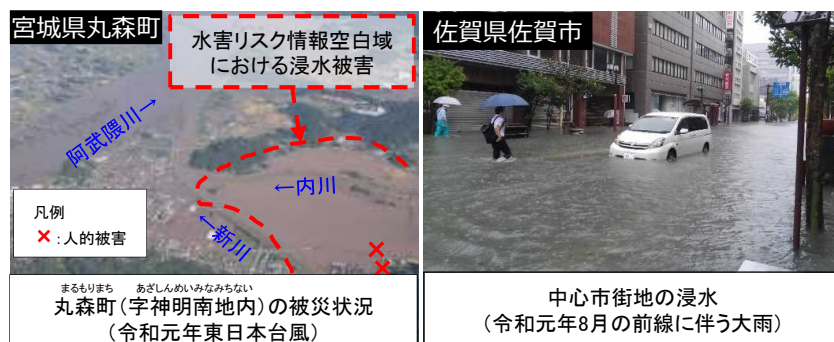 宮城県丸森町
水害リスク情報空白域
における浸水被害
阿武隈川→
←内川
←新川
凡例
×:人的被害
まるもりまち あざしんめいみなみちない
丸森町(字神明南地内)の被災状況
(令和元年東日本台風)
佐賀県佐賀市
中心市街地の浸水
(令和元年8月の前線に伴う大雨)